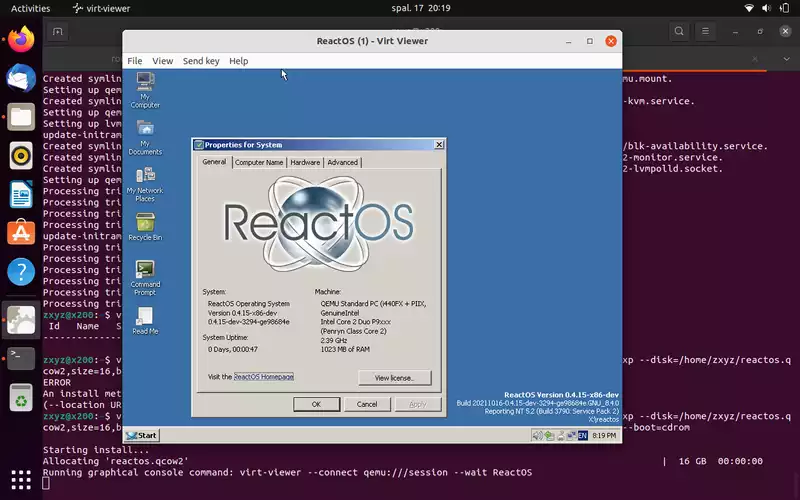 Activities
virt-viewer
spal. 17 20:19
ReactOS (1) - Virt Viewer
File View Send key Help
Created symlin
Setting up qem
Created symlin
Setting up qem
Setting up lvm
update-initram
Created symlin
Created symlin
Created symlin
Setting up qem
Processing tri
Processing tri
Processing tri
Processing tri
update-initram
Processing tri
Processing tri
Processing tri
Processing tri
zxyz@x200:~$ v
Id Name S
zxyz@x200:~$ v
cow2,size=16,b
ERROR
An install met
(--location UR
zxyz@x200:~$ v
cow2,size=16,b
mu.mount.
-kvm.service.
/blk-availability.service.
2-monitor.service.
2-lvmpolld.socket.
xp --disk=/home/zxyz/reactos.q
xp --disk=/home/zxyz/reactos.q
--boot=cdrom
Starting install...
Allocating 'reactos.qcow2' | 16 GB 00:00:00
Running graphical console command: virt-viewer --connect qemu:///session --wait ReactOS
My
Computer
My
Documents
My Network
Places
Recycle Bin
Command
Prompt
Read Me
Properties for System
General Computer Name Hardware Advanced
ReactOS
System:
ReactOS Operating System
Version 0.4.15-x86-dev
0.4.15-dev-3294-ge98684e
System Uptime:
0 Days, 00:00:47
Machine:
QEMU Standard PC (i440FX + PIIX,
GenuineIntel
Intel Core 2 Duo P9xxx
(Penryn Class Core 2)
2.39 GHz
1023 MB of RAM
Visit the ReactOS Homepage
View license...
OK Cancel Apply
ReactOS Version 0.4.15-x86-dev
Build 20211016-0.4.15-dev-3294-ge98684e.GNU_8.4.0
Reporting NT 5.2 (Build 3790: Service Pack 2)
X:\reactos
Start
EN
8:19 PM